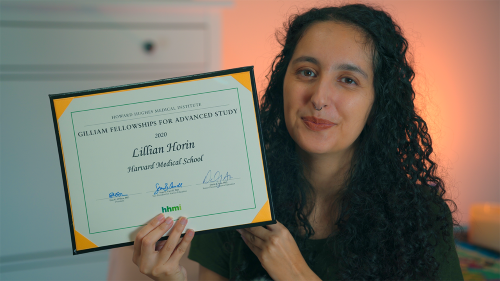 HOWARD HUGHES MEDICAL INSTITUTE
GILLIAM FELLOWSHIPS FOR ADVANCED STUDY
2020
Lillian Horin
Harvard Medical School
hhmi